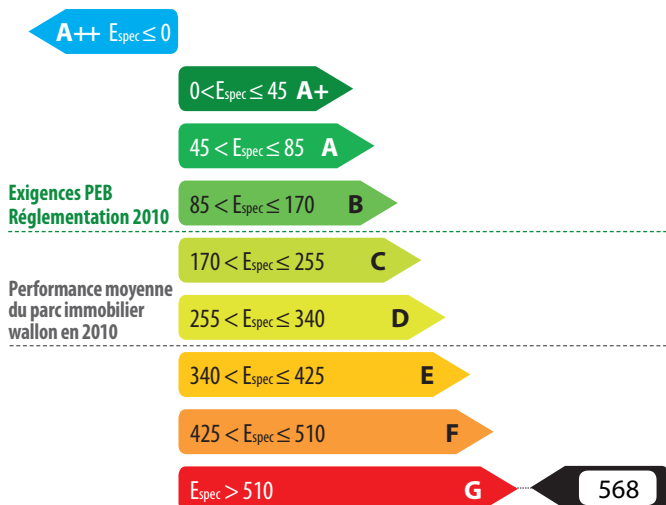 A++ Espec ≤ 0
0<Espec ≤ 45 A+
45 < Espec ≤ 85 A
Exigences PEB
Réglementation 2010
85 < Espec ≤ 170 B
170 < Espec ≤ 255 C
Performance moyenne
du parc immobilier
wallon en 2010
255 < Espec ≤ 340 D
340 < Espec ≤ 425 E
425 < Espec ≤ 510 F
Espec > 510 G
568